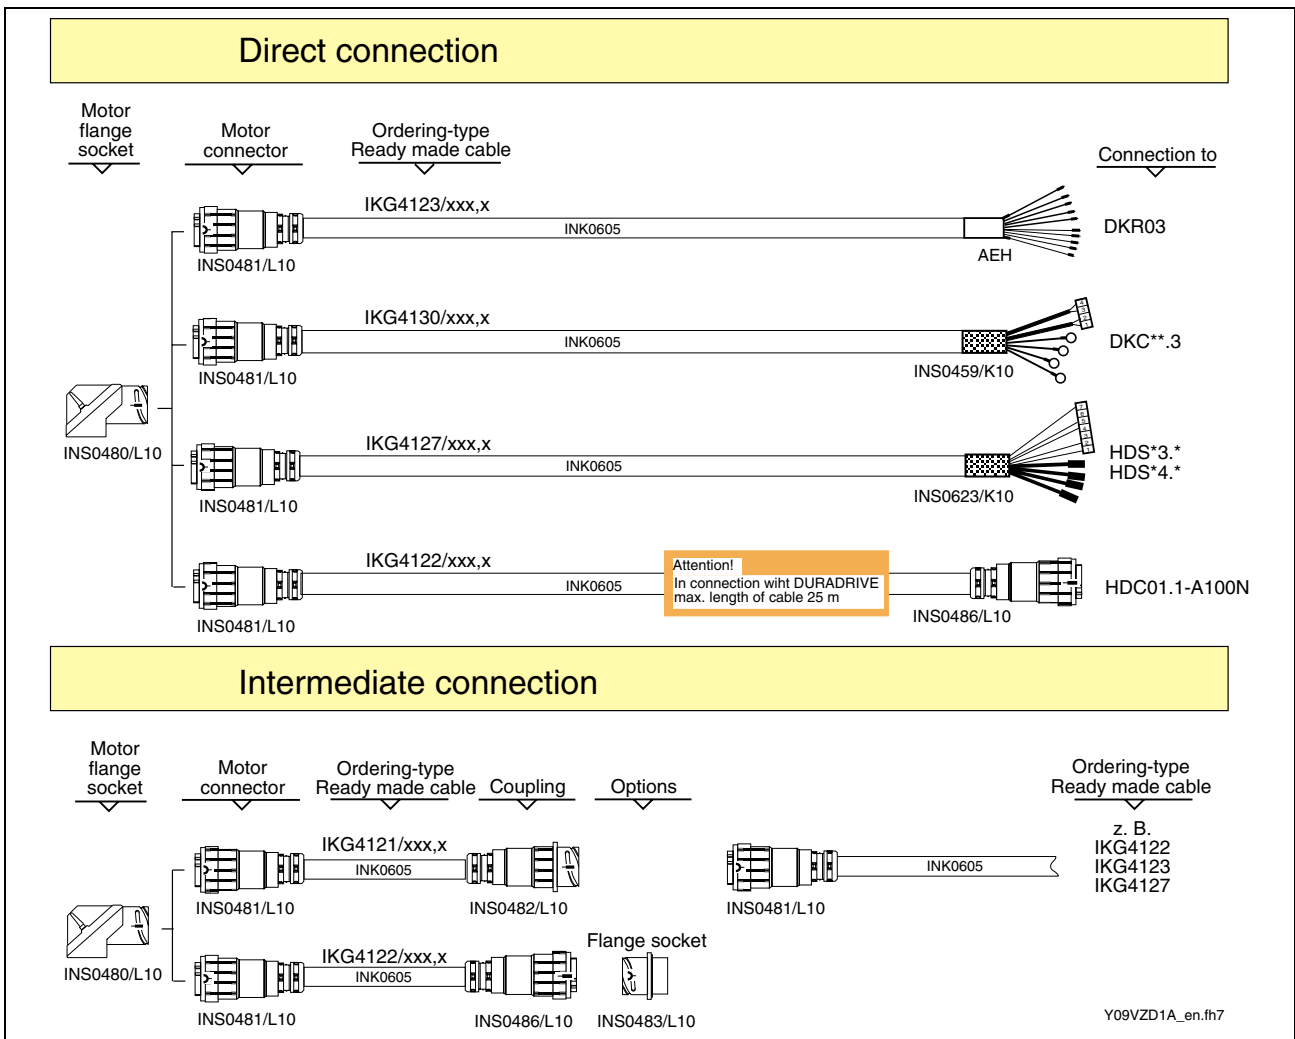 Direct connection
Motor
flange
socket
Motor
connector
Ordering-type
Ready made cable
Connection to
IKG4123/xxx,x
INK0605
INS0481/L10
AEH
DKR03
IKG4130/xxx,x
INK0605
INS0481/L10
INS0459/K10
DKC**.3
INS0480/L10
IKG4127/xxx,x
INK0605
INS0481/L10
INS0623/K10
HDS*3.*
HDS*4.*
IKG4122/xxx,x
INK0605
INS0481/L10
Attention!
In connection wiht DURADRIVE
max. length of cable 25 m
INS0486/L10
HDC01.1-A100N
Intermediate connection
Motor
flange
socket
Motor
connector
Ordering-type
Ready made cable
Coupling
Options
Ordering-type
Ready made cable
IKG4121/xxx,x
INK0605
INS0481/L10
INS0482/L10
INK0605
INS0481/L10
z. B.
IKG4122
IKG4123
IKG4127
INS0480/L10
IKG4122/xxx,x
INK0605
INS0481/L10
INS0486/L10
Flange socket
INS0483/L10
Y09VZD1A_en.fh7